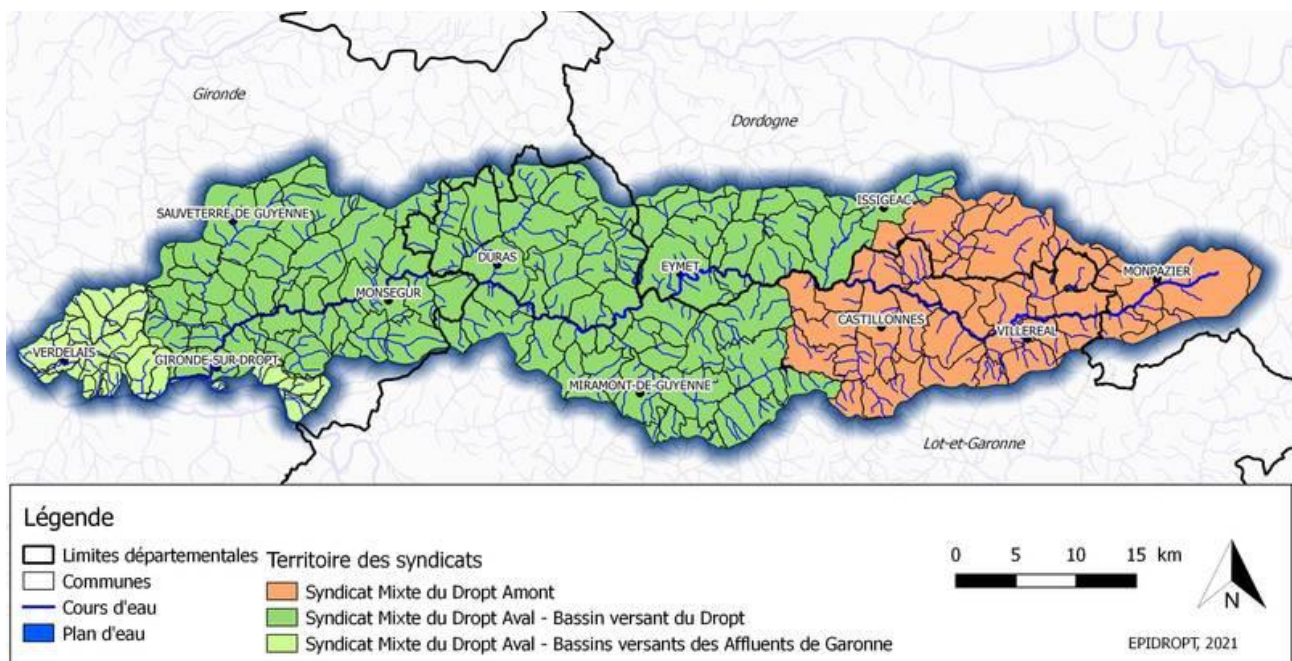 Gironde
Dordogne
ISSIGEAC
SAUVETERRE DE GUYENNE
DURAS
EYMET
MONPAZIER
MONSEGUR
CASTILLONNES
VILLEREAL
VERDELAIS
GIRONDE-SUR-DROPT
MIRAMONT-DE-GUYENNE
Lot-et-Garonne
Légende
Limites départementales
Communes
Cours d'eau
Plan d'eau
Territoire des syndicats
Syndicat Mixte du Dropt Amont
Syndicat Mixte du Dropt Aval - Bassin versant du Dropt
Syndicat Mixte du Dropt Aval - Bassins versants des Affluents de Garonne
0 5 10 15 km
N
EPIDROPT, 2021